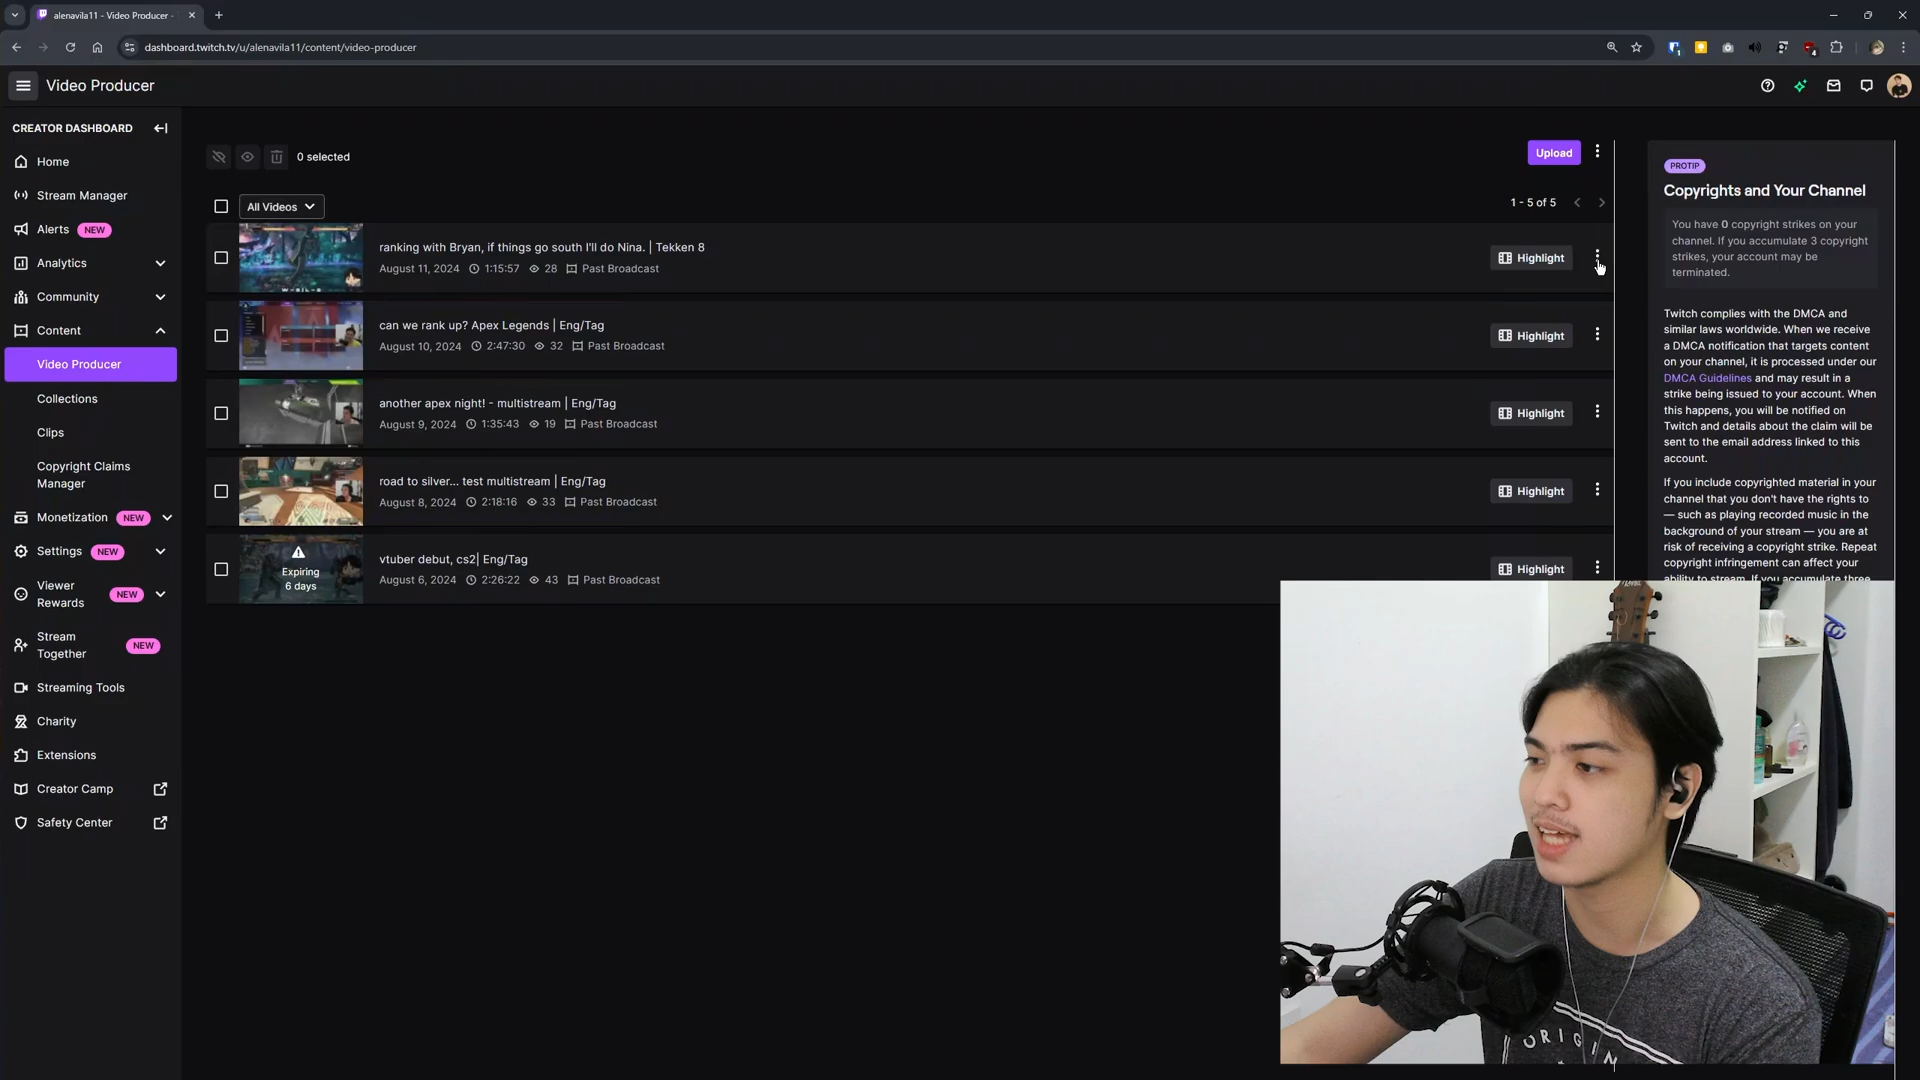 alenavila11 - Video Producer -
dashboard.twitch.tv/u/alenavila11/content/video-producer
Video Producer
CREATOR DASHBOARD
Home
Stream Manager
Alerts NEW
Analytics
Community
Content
Video Producer
Collections
Clips
Copyright Claims
Manager
Monetization NEW
Settings NEW
Viewer
Rewards NEW
Stream
Together NEW
Streaming Tools
Charity
Extensions
Creator Camp
Safety Center
0 selected
Upload
All Videos
1 - 5 of 5
ranking with Bryan, if things go south I'll do Nina. | Tekken 8
August 11, 2024 1:15:57 28 Past Broadcast
Highlight
can we rank up? Apex Legends | Eng/Tag
August 10, 2024 2:47:30 32 Past Broadcast
Highlight
another apex night! - multistream | Eng/Tag
August 9, 2024 1:35:43 19 Past Broadcast
Highlight
road to silver... test multistream | Eng/Tag
August 8, 2024 2:18:16 33 Past Broadcast
Highlight
Expiring
6 days
vtuber debut, cs2| Eng/Tag
August 6, 2024 2:26:22 43 Past Broadcast
Highlight
PROTIP
Copyrights and Your Channel
You have 0 copyright strikes on your
channel. If you accumulate 3 copyright
strikes, your account may be
terminated.
Twitch complies with the DMCA and
similar laws worldwide. When we receive
a DMCA notification that targets content
on your channel, it is processed under our
DMCA Guidelines and may result in a
strike being issued to your account. When
this happens, you will be notified on
Twitch and details about the claim will be
sent to the email address linked to this
account.
If you include copyrighted material in your
channel that you don't have the rights to
— such as playing recorded music in the
background of your stream — you are at
risk of receiving a copyright strike. Repeat
copyright infringement can affect your
ability to stream. If you accumulate three
ORIGIN